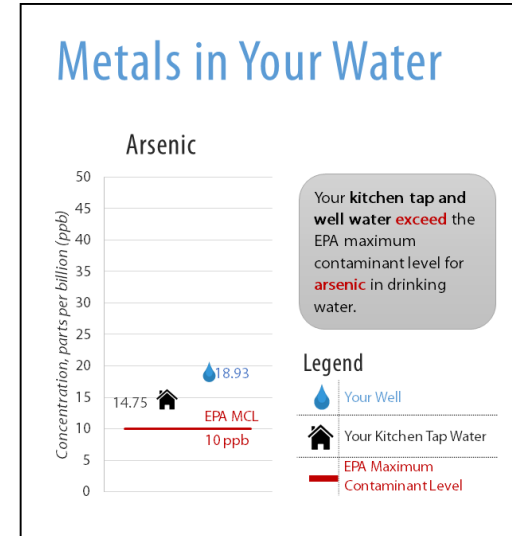 Metals in Your Water
Arsenic
50
45
40
35
30
25
20
15
10
5
0
Concentration, parts per billion (ppb)
18.93
14.75
EPA MCL
10 ppb
Your kitchen tap and
well water exceed the
EPA maximum
contaminant level for
arsenic in drinking
water.
Legend
Your Well
Your Kitchen Tap Water
EPA Maximum
Contaminant Level